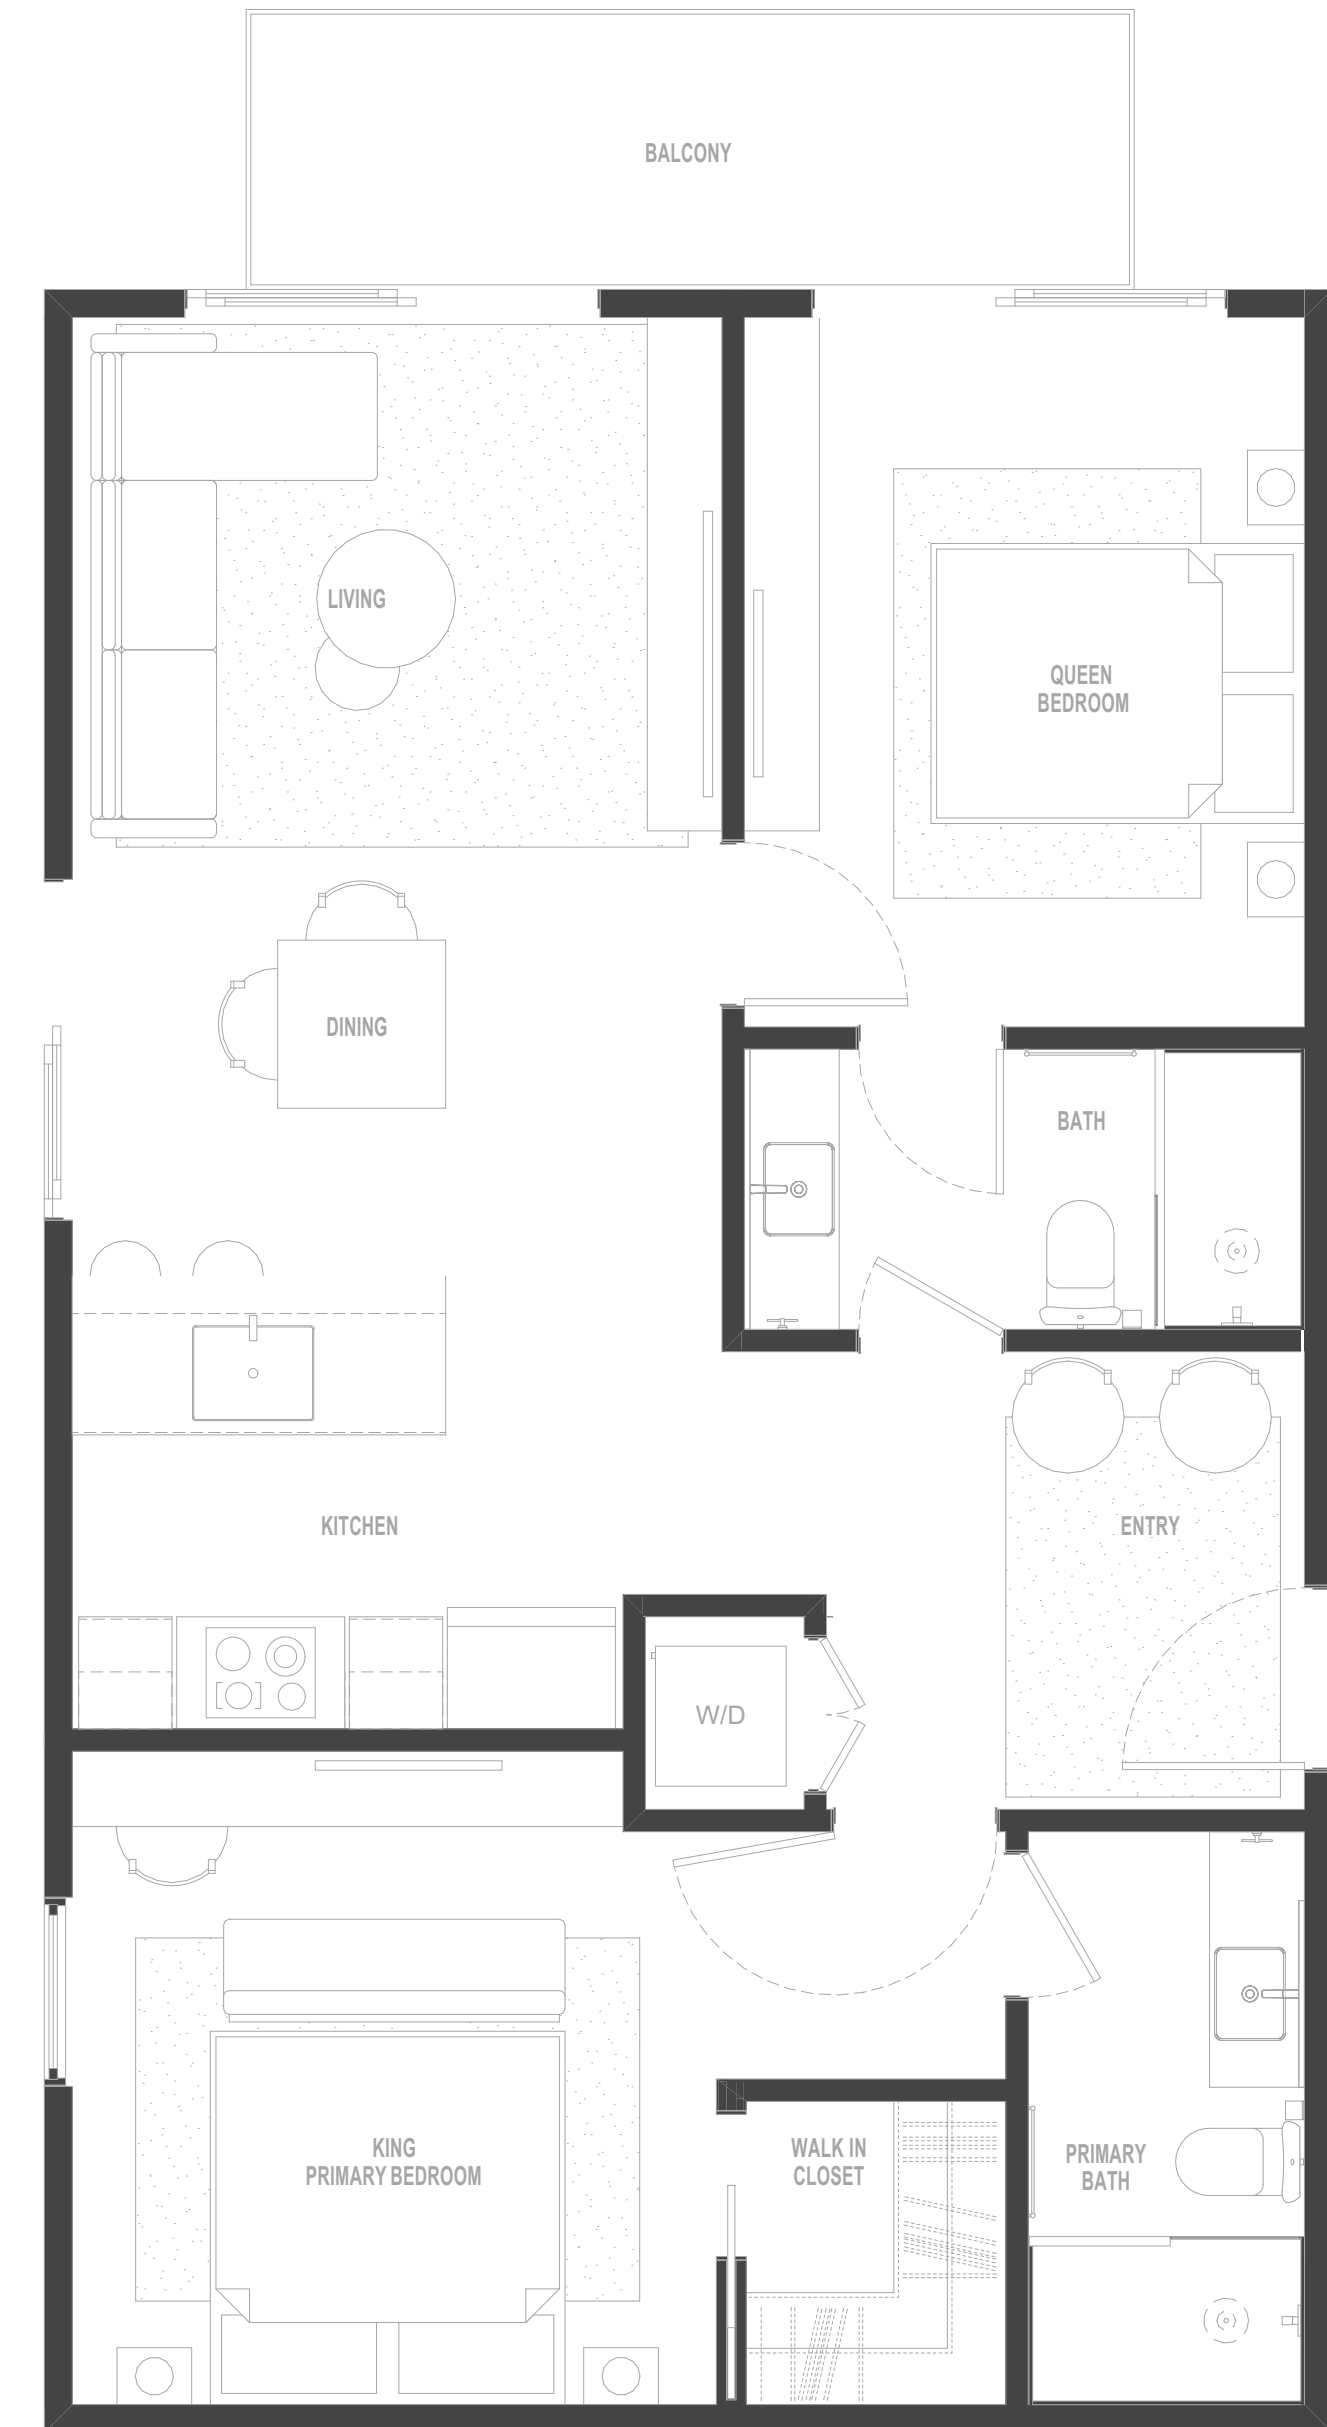 BALCONY
LIVING
QUEEN
BEDROOM
DINING
BATH
KITCHEN
ENTRY
W/D
KING
PRIMARY BEDROOM
WALK IN
CLOSET
PRIMARY
BATH